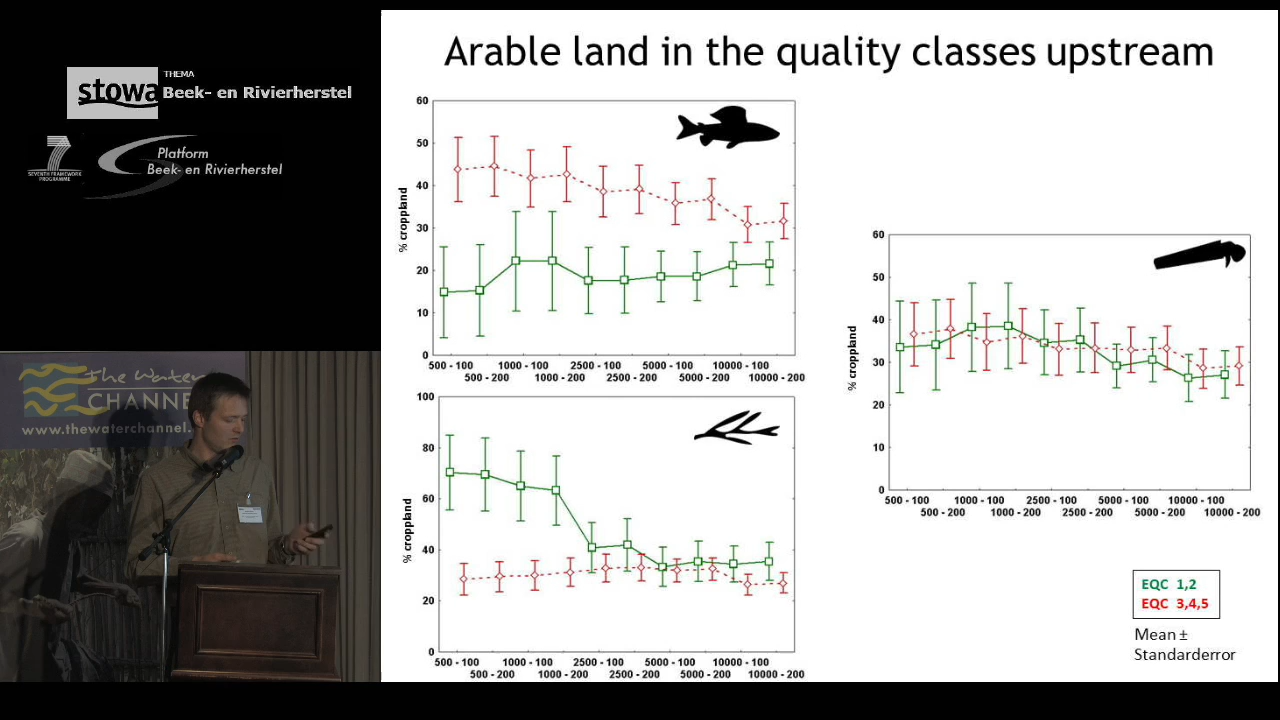 stowa
THEMA
Beek- en Rivierherstel
SEVENTH FRAMEWORK
PROGRAMME
Platform
Beek- en Rivierherstel
the water
CHANNE
www.thewaterchannel.
Arable land in the quality classes upstream
% croppland
60
50
40
30
20
10
0
500 - 100 1000 - 100 2500 - 100 5000 - 100 10000 - 100
500 - 200 1000 - 200 2500 - 200 5000 - 200 10000 - 200
% croppland
100
80
60
40
20
0
500 - 100 1000 - 100 2500 - 100 5000 - 100 10000 - 100
500 - 200 1000 - 200 2500 - 200 5000 - 200 10000 - 200
% croppland
60
50
40
30
20
10
0
500 - 100 1000 - 100 2500 - 100 5000 - 100 10000 - 100
500 - 200 1000 - 200 2500 - 200 5000 - 200 10000 - 200
EQC 1,2
EQC 3,4,5
Mean ±
Standarderror